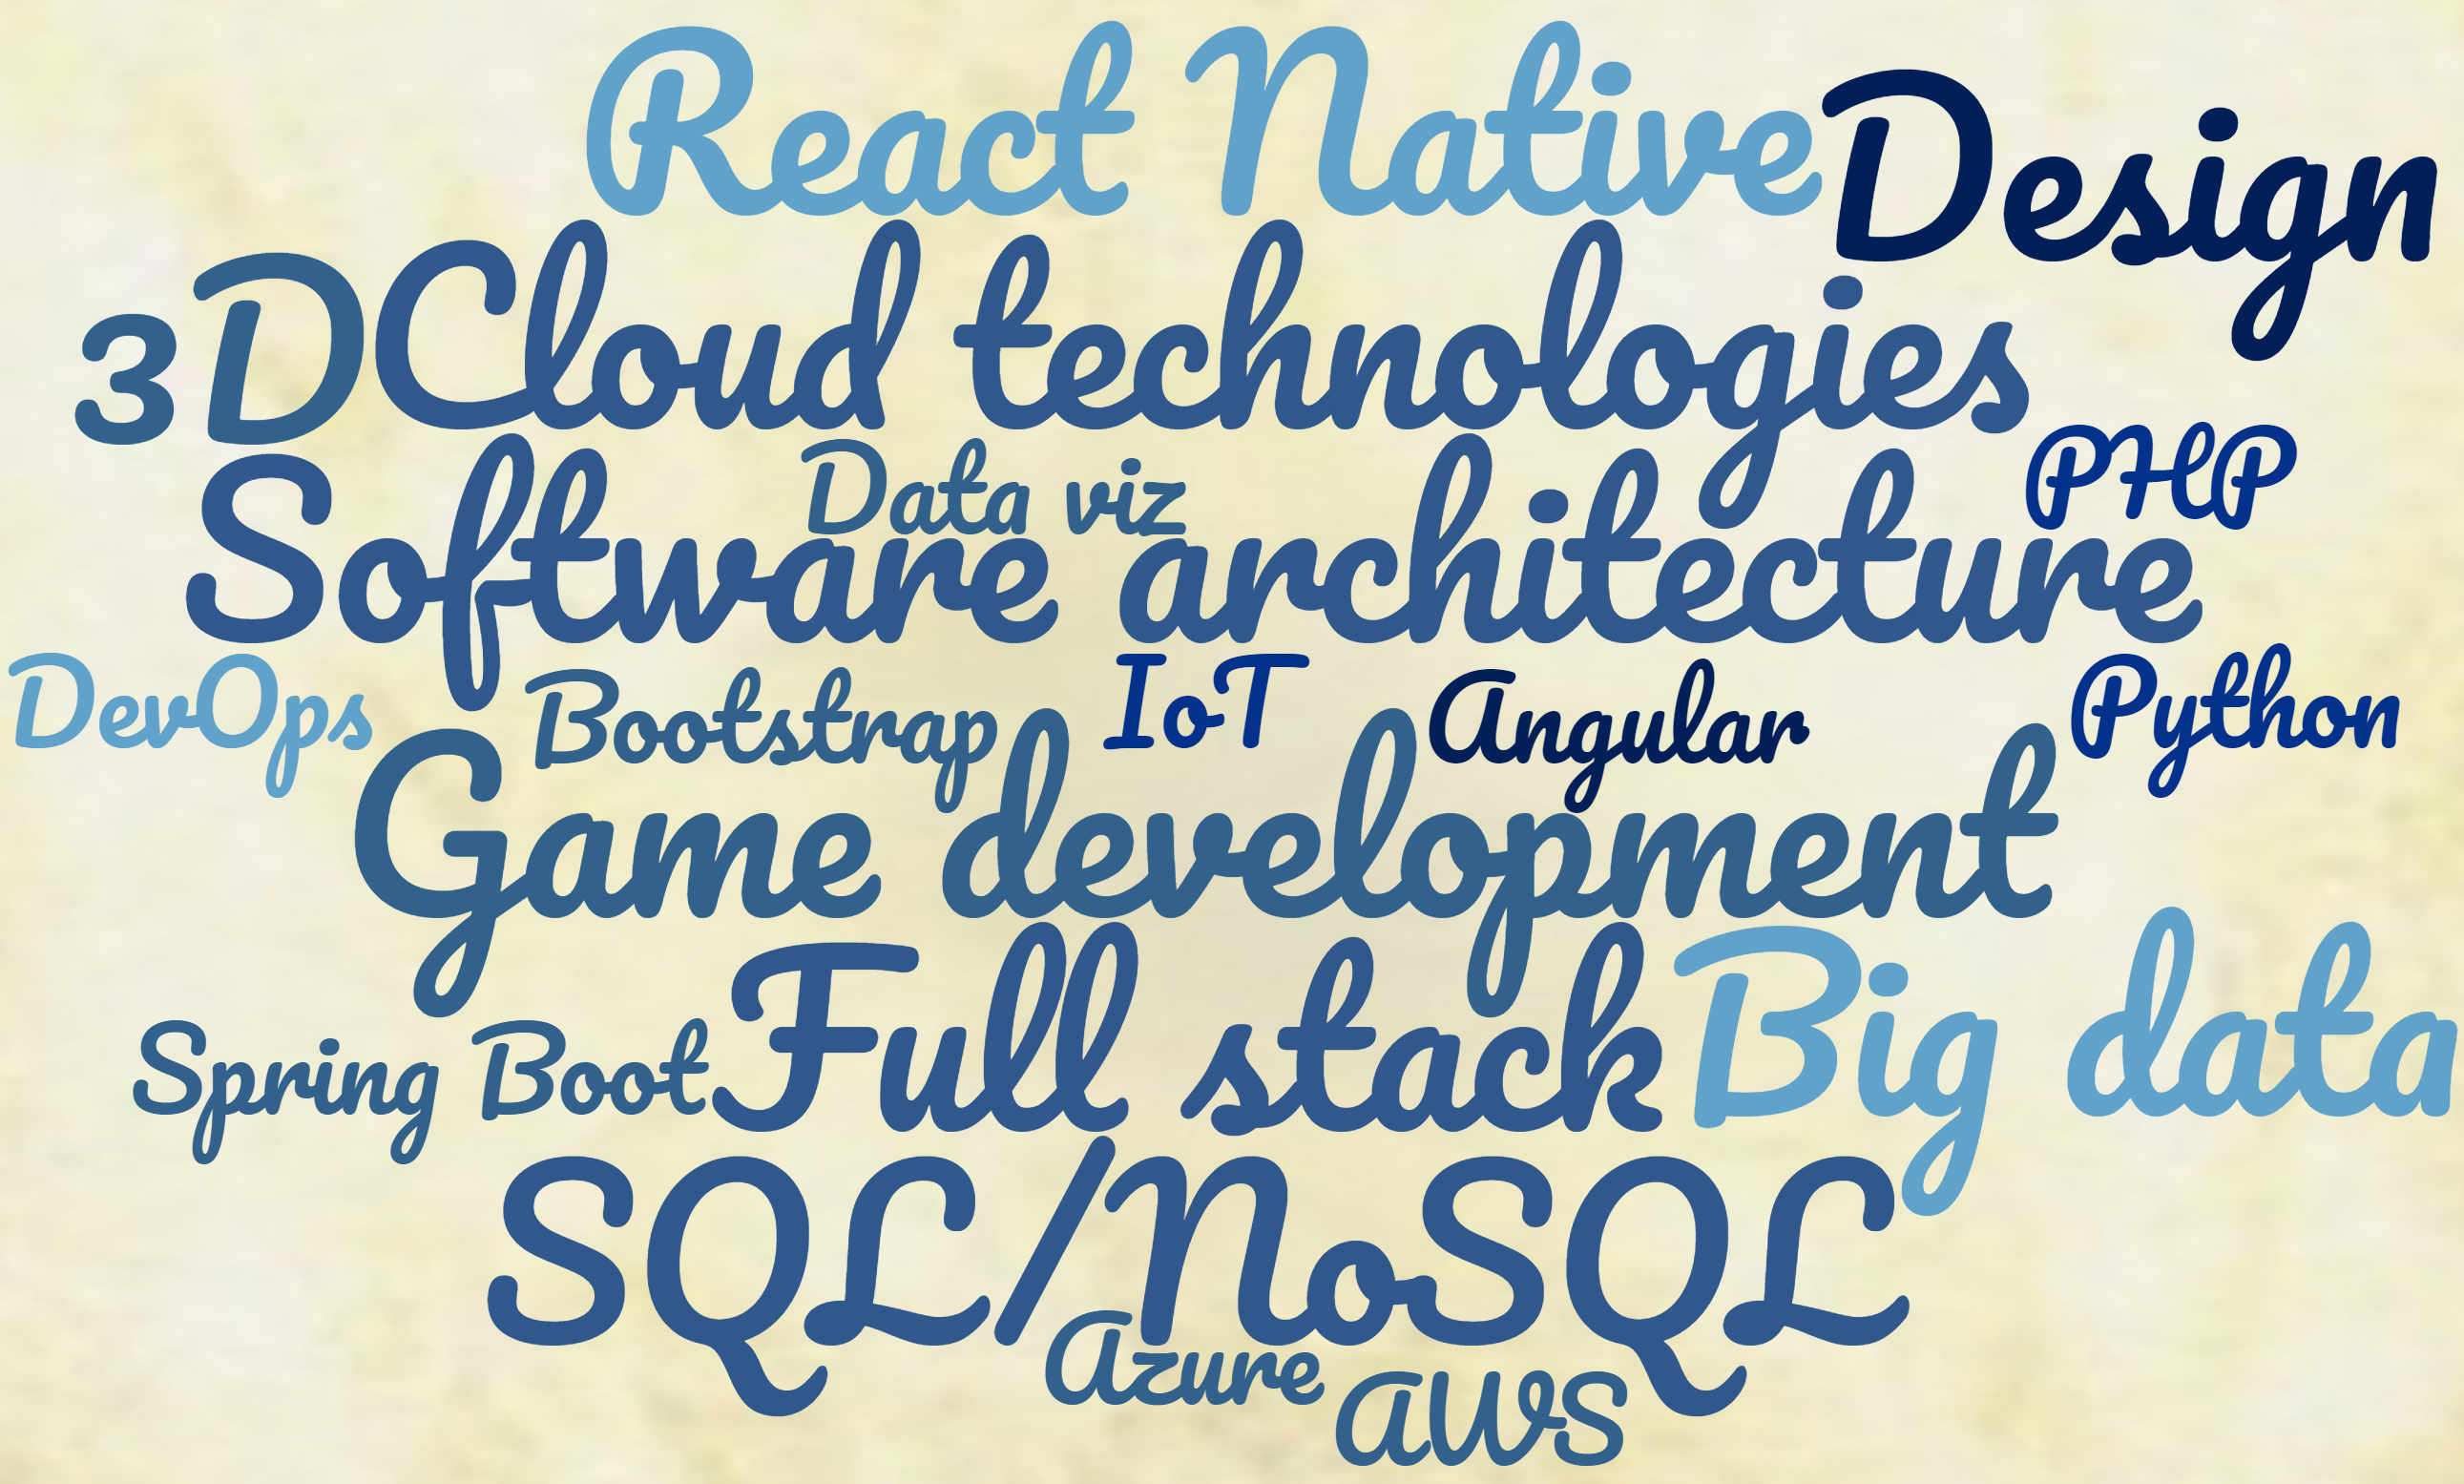 React Native
Design
3D
Cloud technologies
Data viz
PHP
Software architecture
DevOps
Bootstrap
IoT
Angular
Python
Game development
Spring Boot
Full stack
Big data
SQL/NoSQL
Azure
AWS